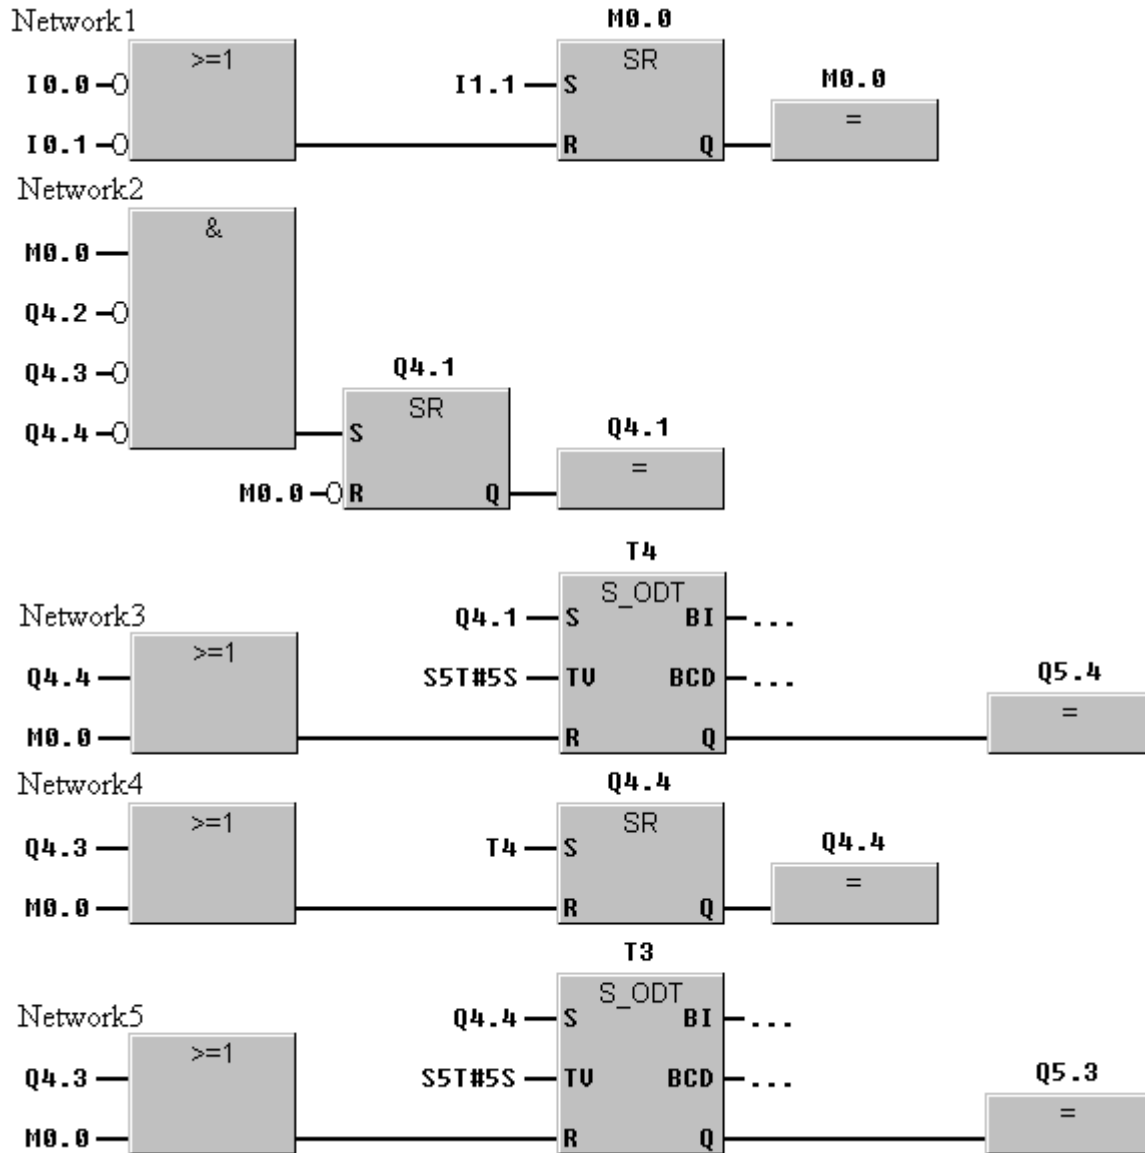 Network1
M0.0
>=1
SR
I0.0
I1.1
S
M0.0
=
I0.1
R
Q
Network2
&
M0.0
Q4.2
Q4.3
Q4.1
SR
Q4.4
S
Q4.1
=
M0.0
R
Q
T4
S_ODT
Network3
Q4.1
S
BI
...
>=1
Q4.4
S5T#5S
TV
BCD
...
Q5.4
=
M0.0
R
Q
Network4
Q4.4
>=1
SR
Q4.3
T4
S
Q4.4
=
M0.0
R
Q
T3
S_ODT
Network5
Q4.4
S
BI
...
>=1
Q4.3
S5T#5S
TV
BCD
...
Q5.3
=
M0.0
R
Q